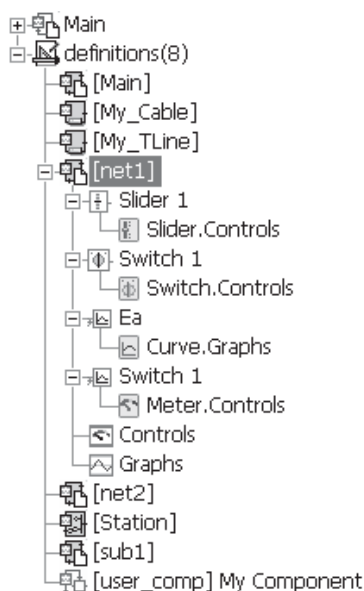 Main
definitions(8)
[Main]
[My_Cable]
[My_TLine]
[net1]
Slider 1
Slider.Controls
Switch 1
Switch.Controls
Ea
Curve.Graphs
Switch 1
Meter.Controls
Controls
Graphs
[net2]
[Station]
[sub1]
[user_comp] My Component